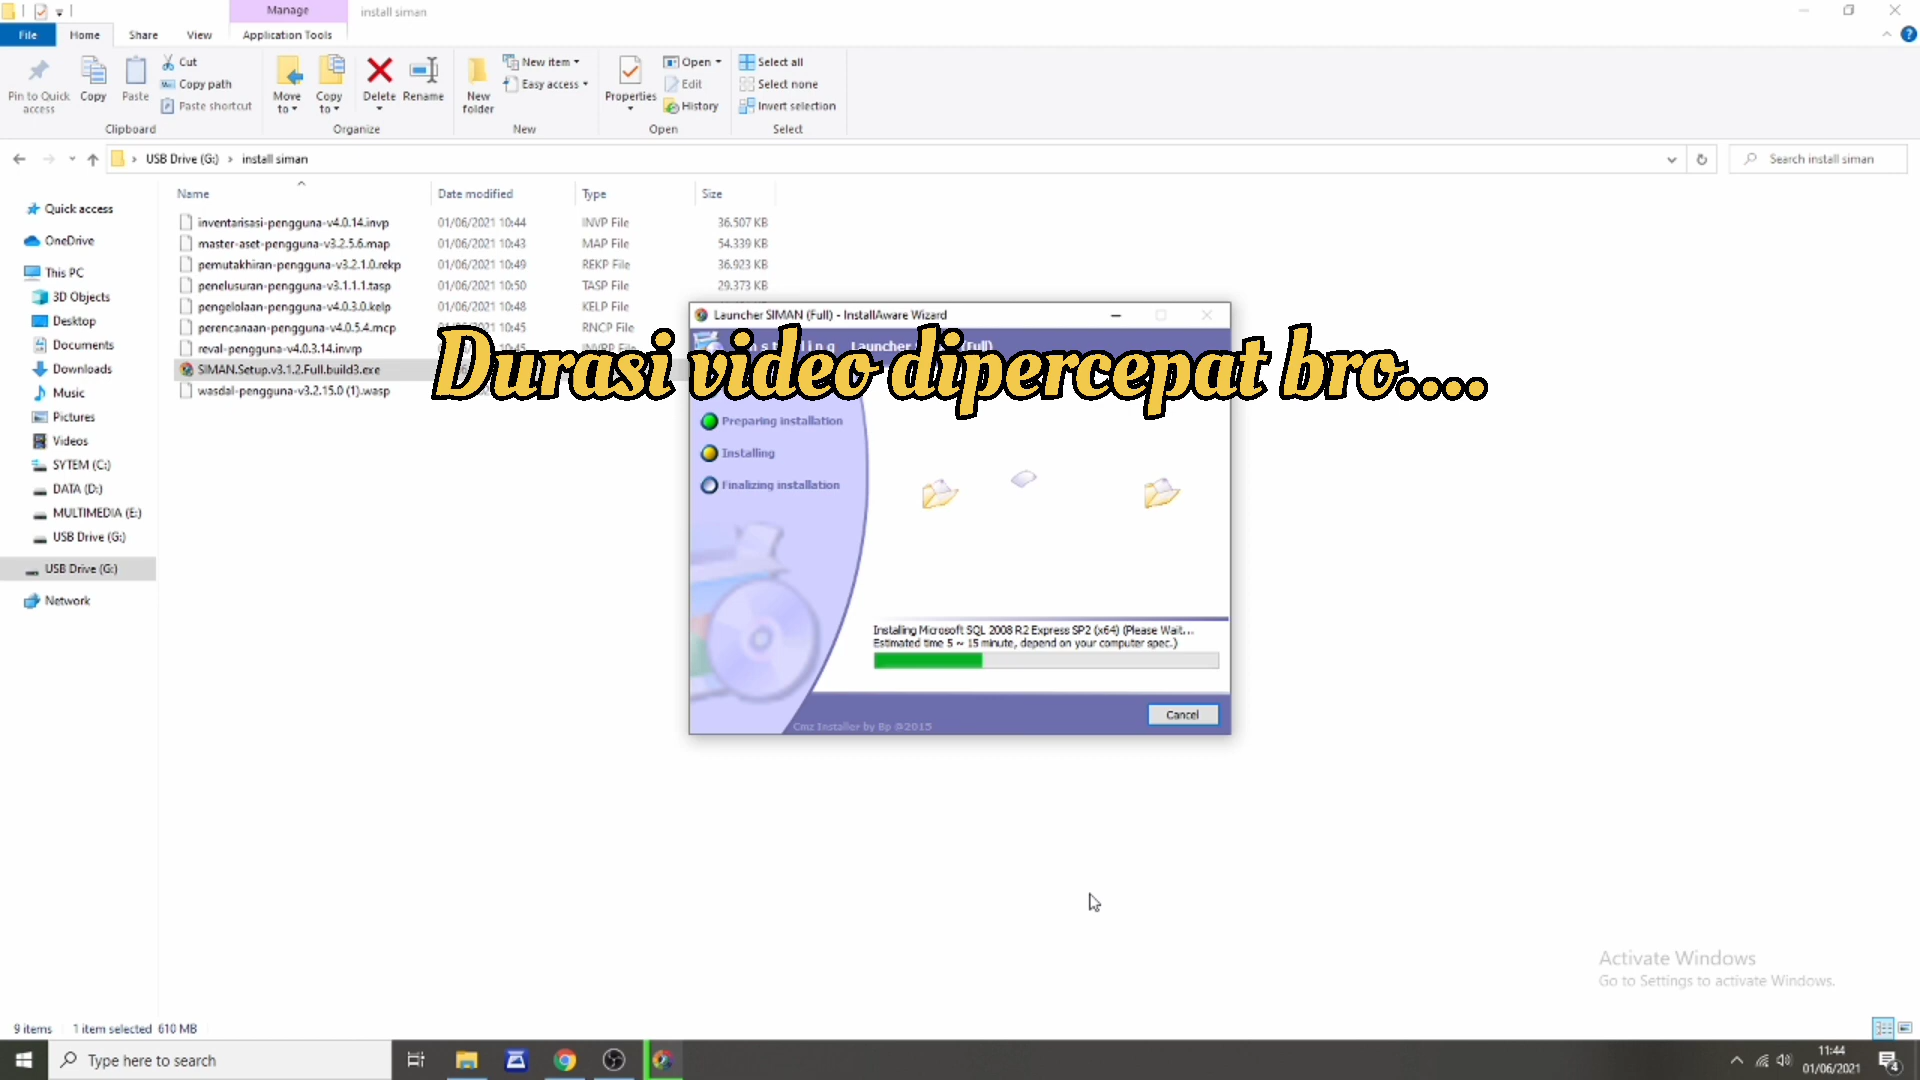 Manage
install siman
File
Home
Share
View
Application Tools
Pin to Quick access
Copy
Paste
Cut
Copy path
Paste shortcut
Clipboard
Move to
Copy to
Delete
Rename
Organize
New folder
New item
Easy access
New
Properties
Open
Edit
History
Open
Select all
Select none
Invert selection
Select
USB Drive (G:) > install siman
Search install siman
Name
Date modified
Type
Size
inventarisasi-pengguna-v4.0.14.invp 01/06/2021 10:44 INVP File 36.507 KB
master-aset-pengguna-v3.2.5.6.map 01/06/2021 10:43 MAP File 54.339 KB
pemutakhiran-pengguna-v3.2.1.0.rekp 01/06/2021 10:49 REKP File 36.923 KB
penelusuran-pengguna-v3.1.1.1.tasp 01/06/2021 10:50 TASP File 29.373 KB
pengelolaan-pengguna-v4.0.3.0.kelp 01/06/2021 10:48 KELP File
perencanaan-pengguna-v4.0.5.4.rncp 01/06/2021 10:45 RNCP File
reval-pengguna-v4.0.3.14.invrp
SIMAN.Setup.v3.1.2.Full.build3.exe
wasdal-pengguna-v3.2.15.0 (1).wasp
Quick access
OneDrive
This PC
3D Objects
Desktop
Documents
Downloads
Music
Pictures
Videos
SYTEM (C:)
DATA (D:)
MULTIMEDIA (E:)
USB Drive (G:)
USB Drive (G:)
Network
Launcher SIMAN (Full) - InstallAware Wizard
Durasi video dipercepat bro....
Preparing installation
Installing
Finalizing installation
Installing Microsoft SQL 2008 R2 Express SP2 (x64) (Please Wait...
Estimated time 5 ~ 15 minute, depend on your computer spec.)
Cancel
Cmz Installer by Bp @2015
Activate Windows
Go to Settings to activate Windows.
9 items 1 item selected 610 MB
Type here to search
11:44
01/06/2021
4